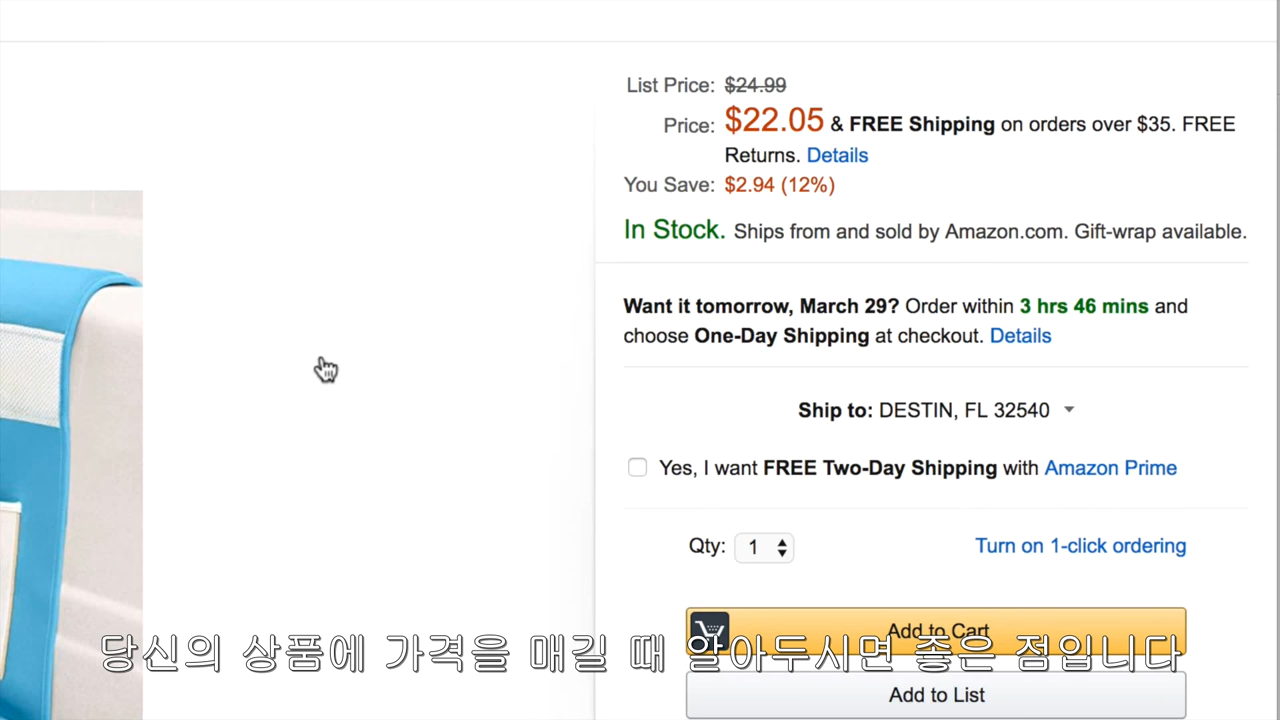 List Price: $24.99
Price: $22.05 & FREE Shipping on orders over $35. FREE
Returns. Details
You Save: $2.94 (12%)
In Stock. Ships from and sold by Amazon.com. Gift-wrap available.
Want it tomorrow, March 29? Order within 3 hrs 46 mins and
choose One-Day Shipping at checkout. Details
Ship to: DESTIN, FL 32540
Yes, I want FREE Two-Day Shipping with Amazon Prime
Qty: 1 Turn on 1-click ordering
Add to Cart
당신의 상품에 가격을 매길 때 알아두시면 좋은 점입니다
Add to List